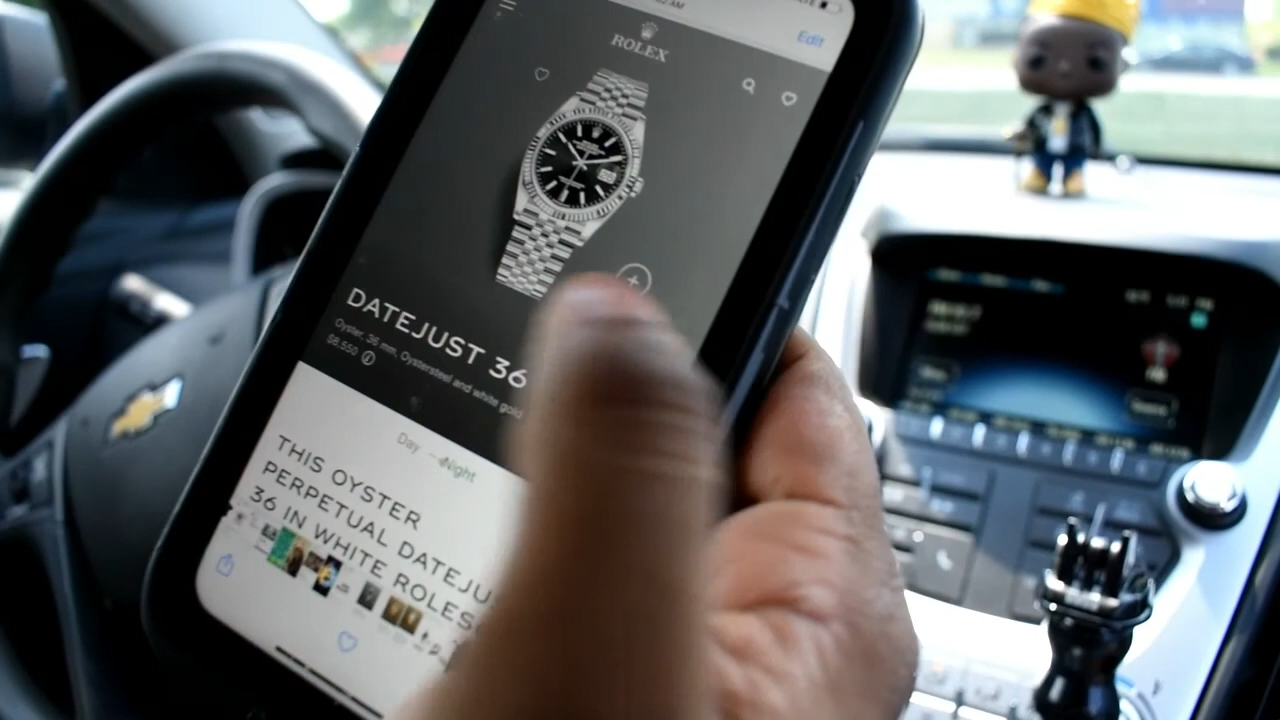 Edit
ROLEX
DATEJUST 36
Oyster, 36 mm, Oystersteel and white gold
$8,550
Day
Night
THIS OYSTER
PERPETUAL DATEJU
36 IN WHITE ROLES